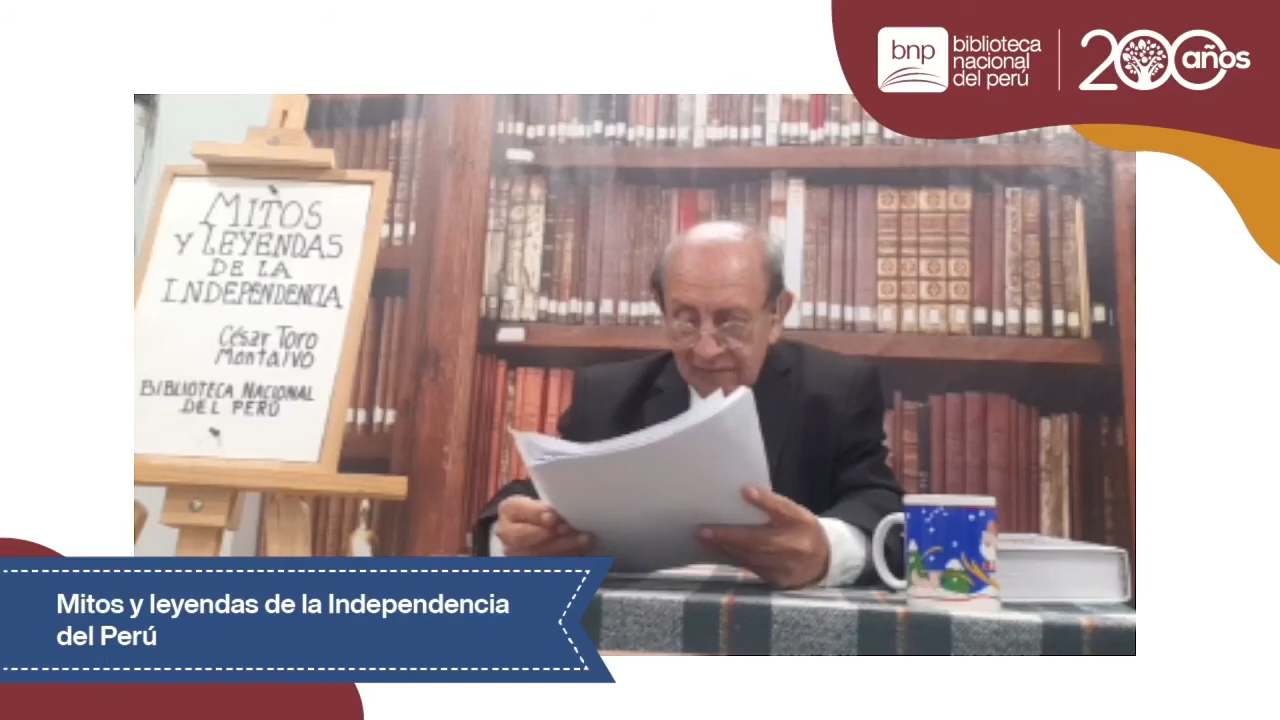 bnp
biblioteca
nacional
del perú
200 años
MITOS
Y LEYENDAS
DE LA
INDEPENDENCIA
César Toro
Montalvo
BIBLIOTECA NACIONAL
DEL PERÚ
Mitos y leyendas de la Independencia
del Perú